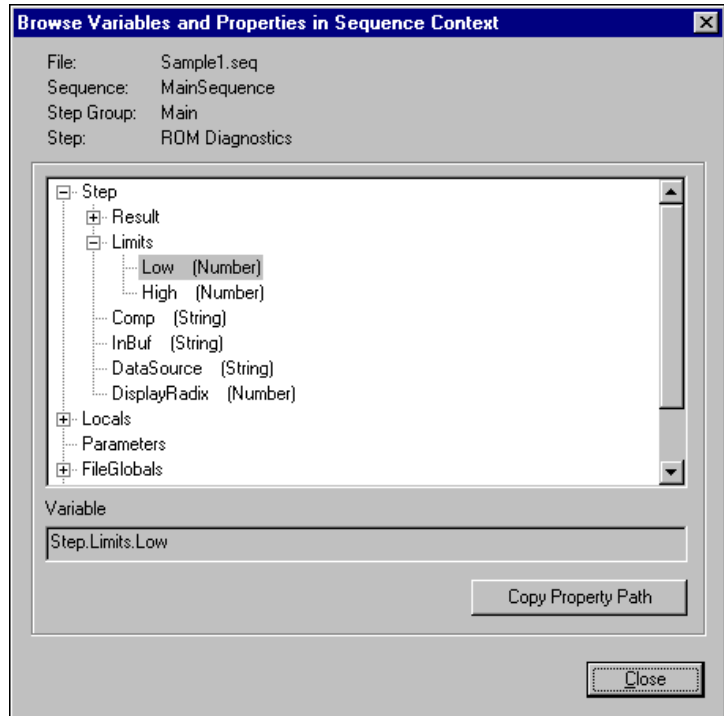 Browse Variables and Properties in Sequence Context
File: Sample1.seq
Sequence: MainSequence
Step Group: Main
Step: ROM Diagnostics
Step
Result
Limits
Low (Number)
High (Number)
Comp (String)
InBuf (String)
DataSource (String)
DisplayRadix (Number)
Locals
Parameters
FileGlobals
Variable
Step.Limits.Low
Copy Property Path
Close